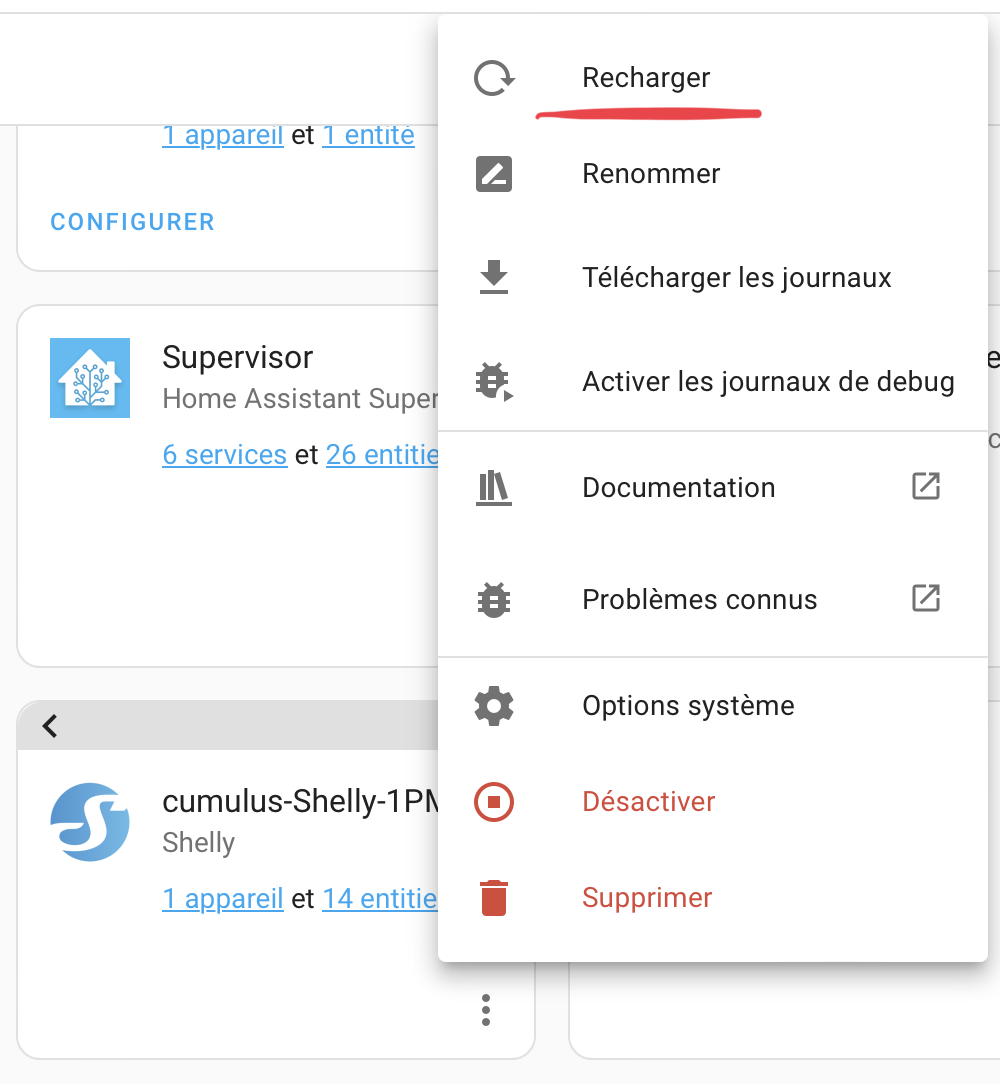 1 appareil et 1 entité
CONFIGURER
Supervisor
Home Assistant Super
6 services et 26 entitie
cumulus-Shelly-1PM
Shelly
1 appareil et 14 entitie
Recharger
Renommer
Télécharger les journaux
Activer les journaux de debug
Documentation
Problèmes connus
Options système
Désactiver
Supprimer